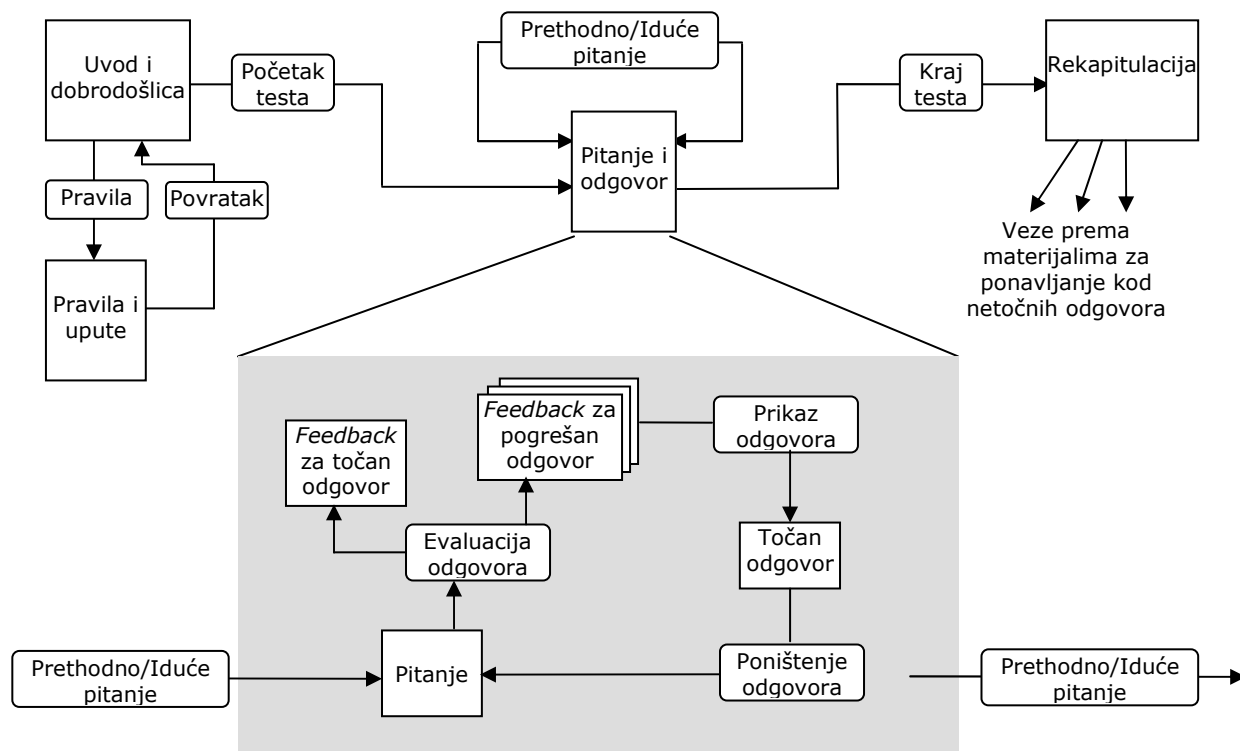 Uvod i
dobrodošlica
Početak
testa
Prethodno/Iduće
pitanje
Kraj
testa
Rekapitulacija
Pravila
Povratak
Pitanje i
odgovor
Pravila i
upute
Veze prema
materijalima za
ponavljanje kod
netočnih odgovora
Feedback
za točan
odgovor
Feedback za
pogrešan
odgovor
Prikaz
odgovora
Evaluacija
odgovora
Točan
odgovor
Prethodno/Iduće
pitanje
Pitanje
Poništenje
odgovora
Prethodno/Iduće
pitanje